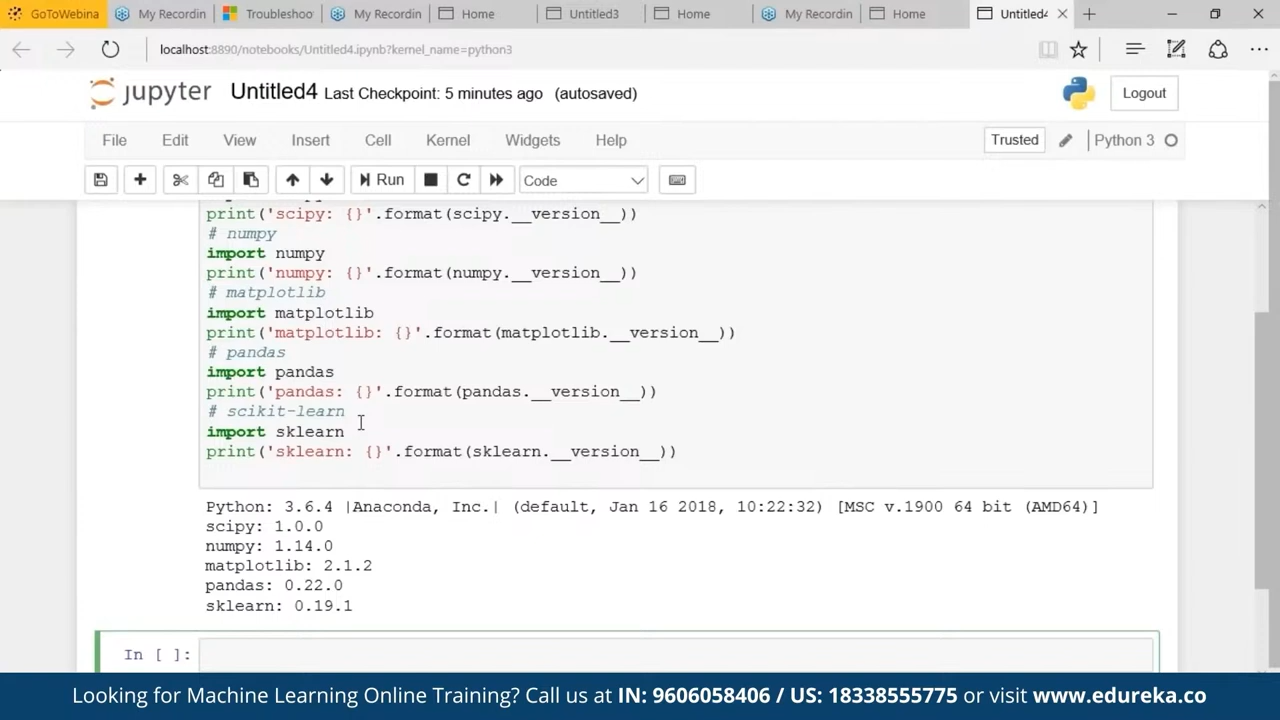 GoToWebina
My Recordin
Troubleshoo
My Recordin
Home
Untitled3
Home
My Recordin
Home
Untitled4
localhost:8890/notebooks/Untitled4.ipynb?kernel_name=python3
jupyter Untitled4 Last Checkpoint: 5 minutes ago (autosaved)
Logout
File Edit View Insert Cell Kernel Widgets Help
Trusted
Python 3
Run
Code
print('scipy: {}'.format(scipy.__version__))
# numpy
import numpy
print('numpy: {}'.format(numpy.__version__))
# matplotlib
import matplotlib
print('matplotlib: {}'.format(matplotlib.__version__))
# pandas
import pandas
print('pandas: {}'.format(pandas.__version__))
# scikit-learn
import sklearn
print('sklearn: {}'.format(sklearn.__version__))
Python: 3.6.4 |Anaconda, Inc.| (default, Jan 16 2018, 10:22:32) [MSC v.1900 64 bit (AMD64)]
scipy: 1.0.0
numpy: 1.14.0
matplotlib: 2.1.2
pandas: 0.22.0
sklearn: 0.19.1
In [ ]:
Looking for Machine Learning Online Training? Call us at IN: 9606058406 / US: 18338555775 or visit www.edureka.co